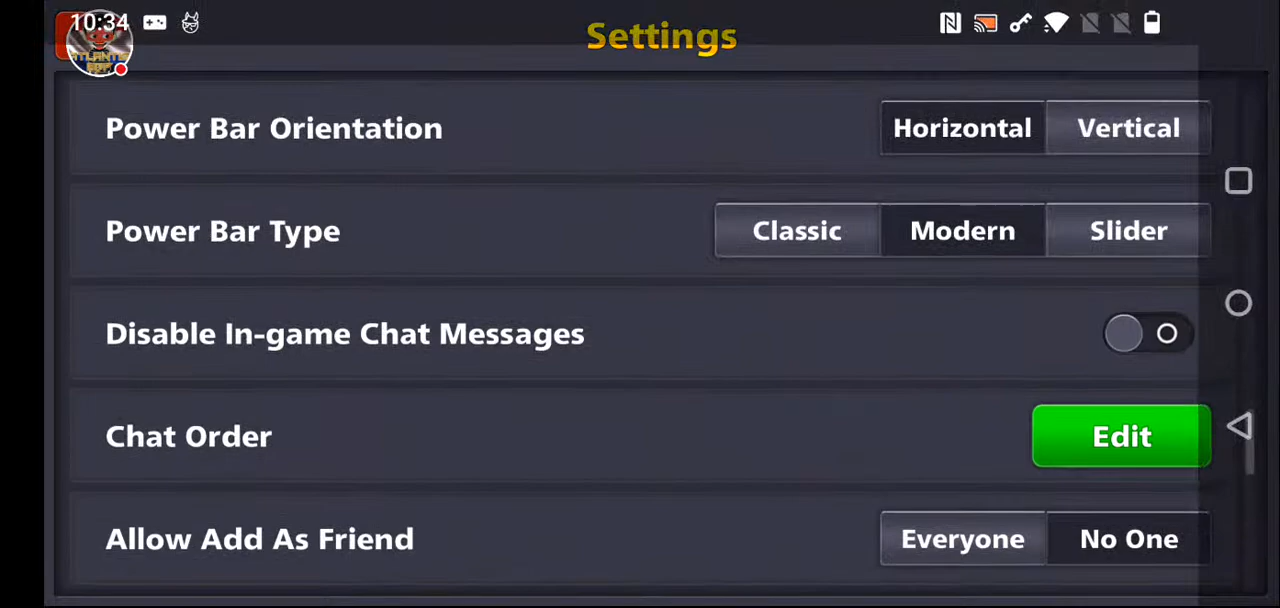 10:34
Settings
Power Bar Orientation Horizontal Vertical
Power Bar Type Classic Modern Slider
Disable In-game Chat Messages
Chat Order Edit
Allow Add As Friend Everyone No One